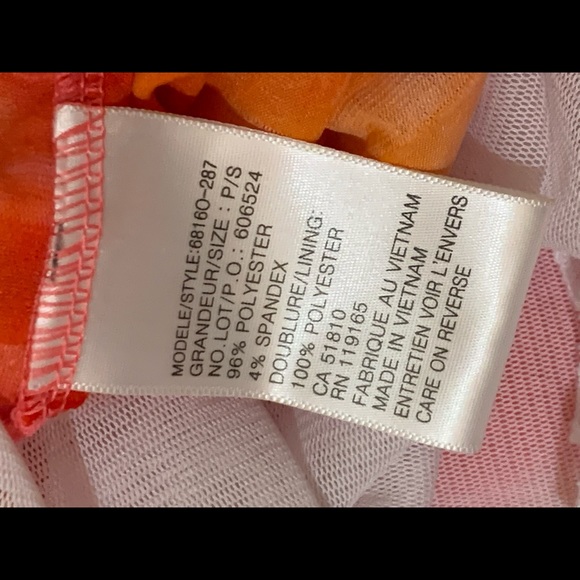 MODELE/STYLE:68160-287
GRANDEUR/SIZE : P/S
NO.LOT/P.O.: 606524
96% POLYESTER
4% SPANDEX
DOUBLURE/LINING:
100% POLYESTER
CA 51810
RN 119165
FABRIQUE AU VIETNAM
MADE IN VIETNAM
ENTRETIEN VOIR L'ENVERS
CARE ON REVERSE